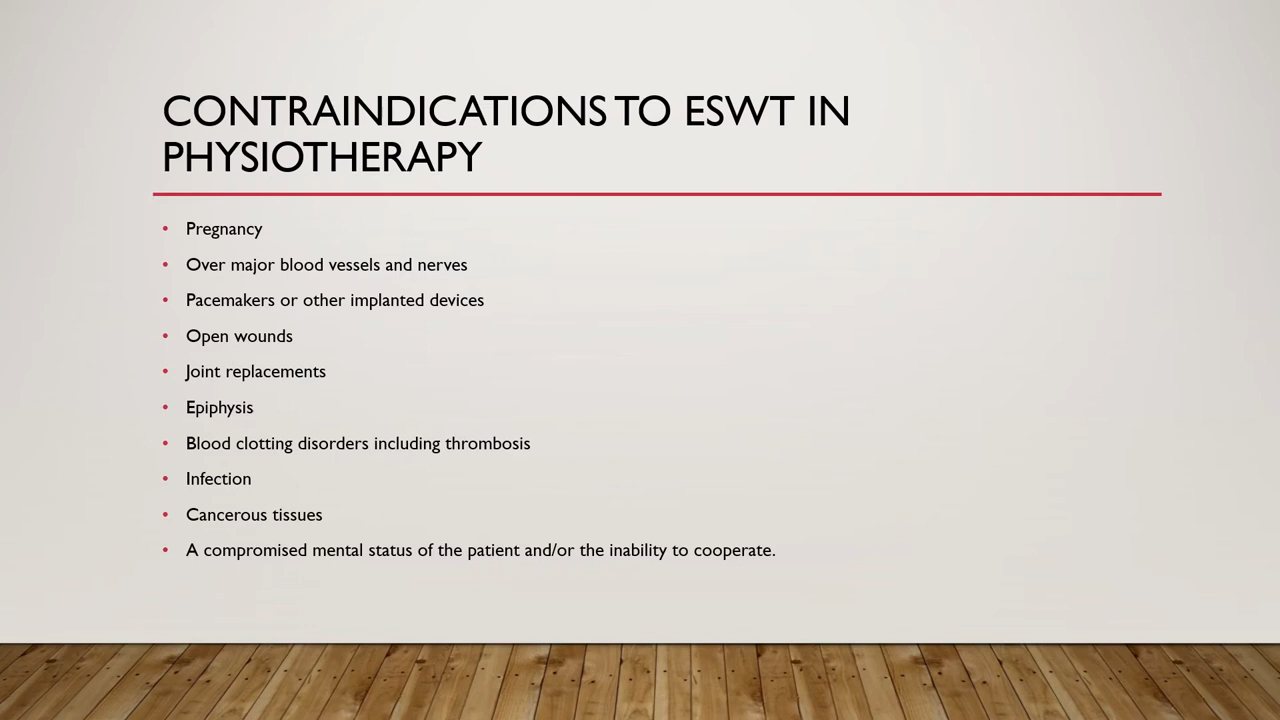 CONTRAINDICATIONS TO ESWT IN
PHYSIOTHERAPY
• Pregnancy
• Over major blood vessels and nerves
• Pacemakers or other implanted devices
• Open wounds
• Joint replacements
• Epiphysis
• Blood clotting disorders including thrombosis
• Infection
• Cancerous tissues
• A compromised mental status of the patient and/or the inability to cooperate.